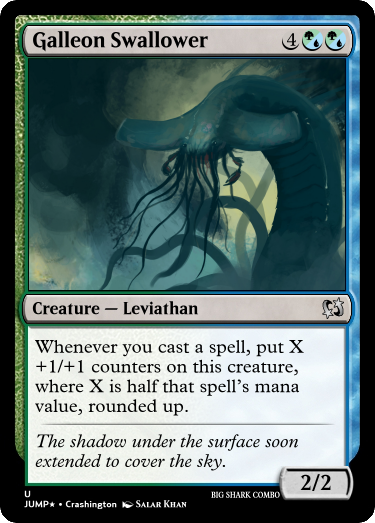 Galleon Swallower 4
Creature — Leviathan
Whenever you cast a spell, put X
+1/+1 counters on this creature,
where X is half that spell's mana
value, rounded up.
The shadow under the surface soon
extended to cover the sky.
2/2
U
JUMP★ • Crashington SALAR KHAN
BIG SHARK COMBO